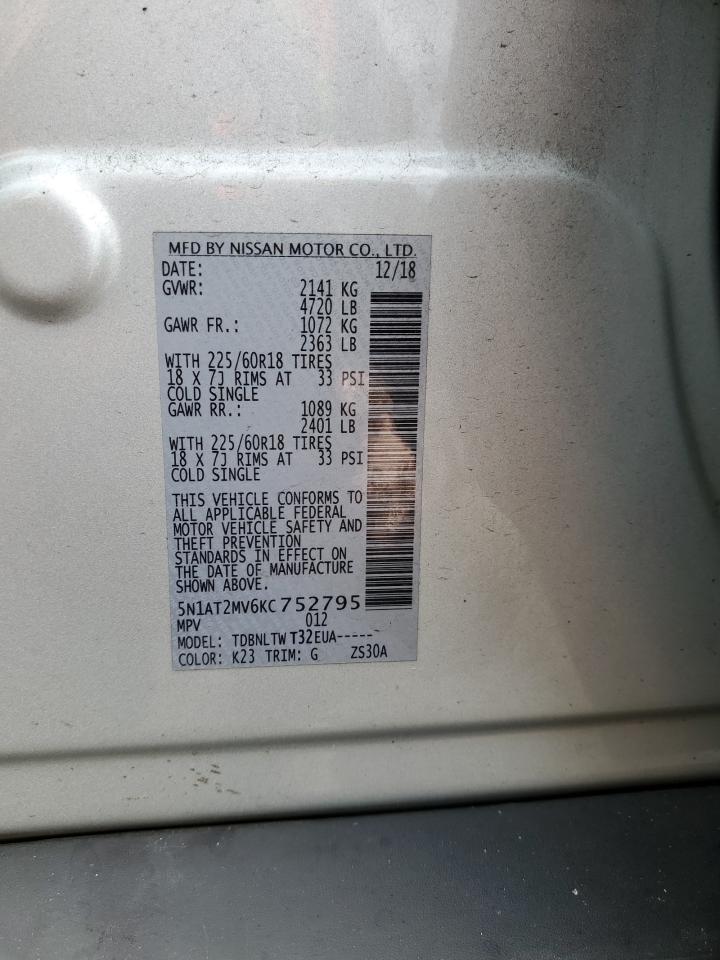 MFD BY NISSAN MOTOR CO., LTD.
DATE: 12/18
GVWR: 2141 KG
4720 LB
GAWR FR.: 1072 KG
2363 LB
WITH 225/60R18 TIRES
18 X 7J RIMS AT 33 PSI
COLD SINGLE
GAWR RR.: 1089 KG
2401 LB
WITH 225/60R18 TIRES
18 X 7J RIMS AT 33 PSI
COLD SINGLE
THIS VEHICLE CONFORMS TO
ALL APPLICABLE FEDERAL
MOTOR VEHICLE SAFETY AND
THEFT PREVENTION
STANDARDS IN EFFECT ON
THE DATE OF MANUFACTURE
SHOWN ABOVE.
5N1AT2MV6KC752795
MPV 012
MODEL: TDBNLTWT32EUA-----
COLOR: K23 TRIM: G ZS30A